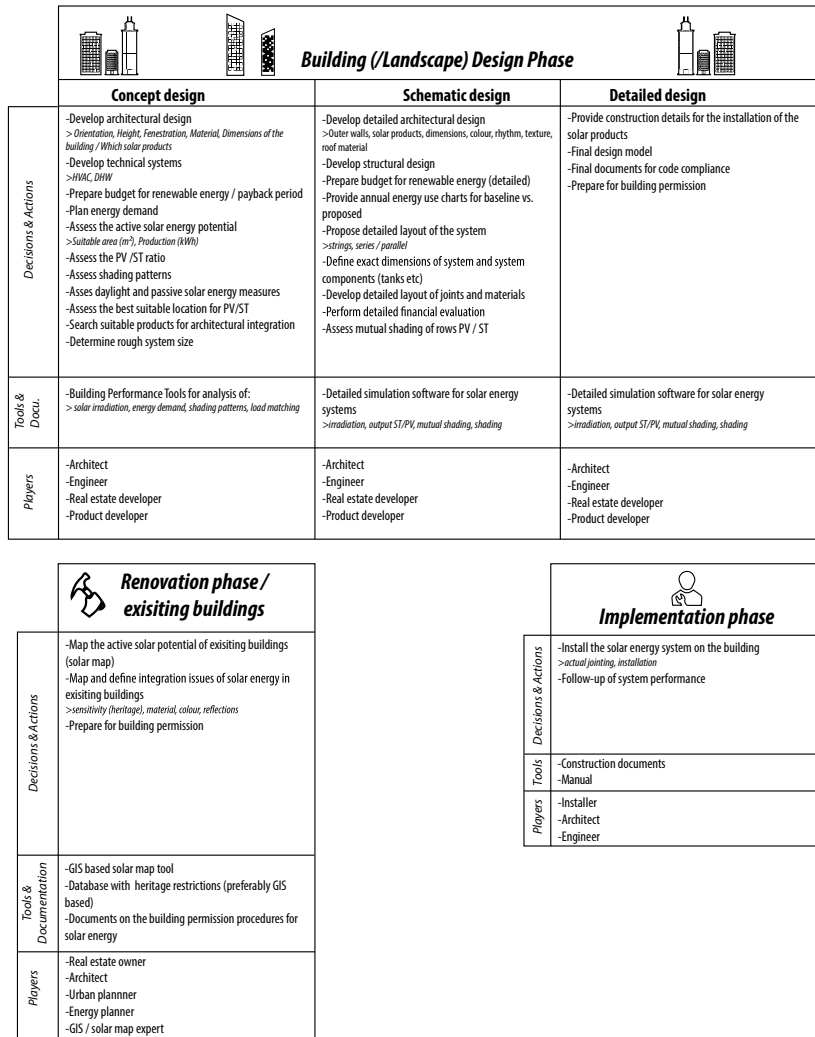 Building (/Landscape) Design Phase
Concept design
Schematic design
Detailed design
Decisions & Actions
-Develop architectural design
> Orientation, Height, Fenestration, Material, Dimensions of the
building / Which solar products
-Develop technical systems
>HVAC, DHW
-Prepare budget for renewable energy / payback period
-Plan energy demand
-Assess the active solar energy potential
>Suitable area (m²), Production (kWh)
-Assess the PV /ST ratio
-Assess shading patterns
-Asses daylight and passive solar energy measures
-Assess the best suitable location for PV/ST
-Search suitable products for architectural integration
-Determine rough system size
-Develop detailed architectural design
>Outer walls, solar products, dimensions, colour, rhythm, texture,
roof material
-Develop structural design
-Prepare budget for renewable energy (detailed)
-Provide annual energy use charts for baseline vs.
proposed
-Propose detailed layout of the system
>strings, series / parallel
-Define exact dimensions of system and system
components (tanks etc)
-Develop detailed layout of joints and materials
-Perform detailed financial evaluation
-Assess mutual shading of rows PV / ST
-Provide construction details for the installation of the
solar products
-Final design model
-Final documents for code compliance
-Prepare for building permission
Tools &
Docu.
-Building Performance Tools for analysis of:
> solar irradiation, energy demand, shading patterns, load matching
-Detailed simulation software for solar energy
systems
>irradiation, output ST/PV, mutual shading, shading
-Detailed simulation software for solar energy
systems
>irradiation, output ST/PV, mutual shading, shading
Players
-Architect
-Engineer
-Real estate developer
-Product developer
-Architect
-Engineer
-Real estate developer
-Product developer
-Architect
-Engineer
-Real estate developer
-Product developer
Renovation phase /
exisiting buildings
Decisions & Actions
-Map the active solar potential of exisiting buildings
(solar map)
-Map and define integration issues of solar energy in
exisiting buildings
>sensitivity (heritage), material, colour, reflections
-Prepare for building permission
Tools &
Documentation
-GIS based solar map tool
-Database with heritage restrictions (preferably GIS
based)
-Documents on the building permission procedures for
solar energy
Players
-Real estate owner
-Architect
-Urban plannner
-Energy planner
-GIS / solar map expert
Implementation phase
Decisions & Actions
-Install the solar energy system on the building
>actual jointing, installation
-Follow-up of system performance
Tools
-Construction documents
-Manual
Players
-Installer
-Architect
-Engineer